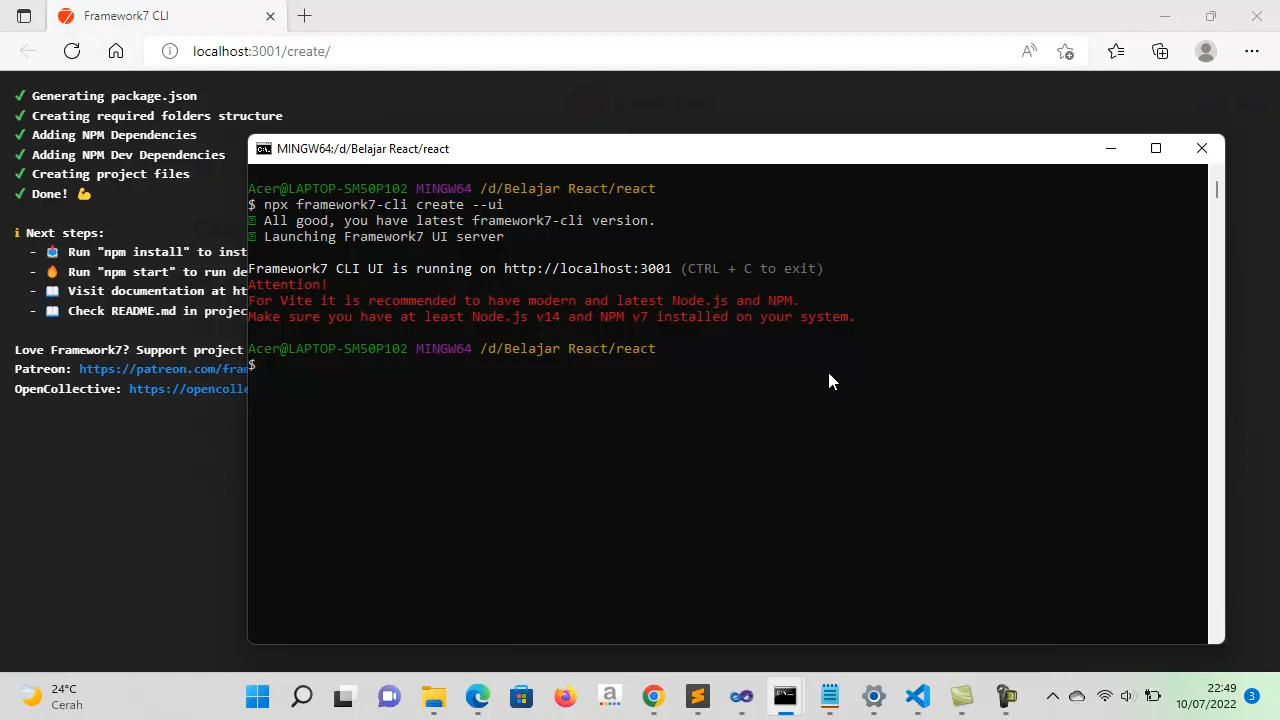 Framework7 CLI
localhost:3001/create/
✓ Generating package.json
✓ Creating required folders structure
✓ Adding NPM Dependencies
✓ Adding NPM Dev Dependencies
✓ Creating project files
✓ Done! 💪
ℹ Next steps:
- 📥 Run "npm install" to inst
- 🔥 Run "npm start" to run de
- 📖 Visit documentation at ht
- 📖 Check README.md in projec
Love Framework7? Support project
Patreon: https://patreon.com/fram
OpenCollective: https://opencolle
MINGW64:/d/Belajar React/react
Acer@LAPTOP-SM50P102 MINGW64 /d/Belajar React/react
$ npx framework7-cli create --ui
All good, you have latest framework7-cli version.
Launching Framework7 UI server
Framework7 CLI UI is running on http://localhost:3001 (CTRL + C to exit)
Attention!
For Vite it is recommended to have modern and latest Node.js and NPM.
Make sure you have at least Node.js v14 and NPM v7 installed on your system.
Acer@LAPTOP-SM50P102 MINGW64 /d/Belajar React/react
$
24°C
Cerah
22:49
10/07/2022
3